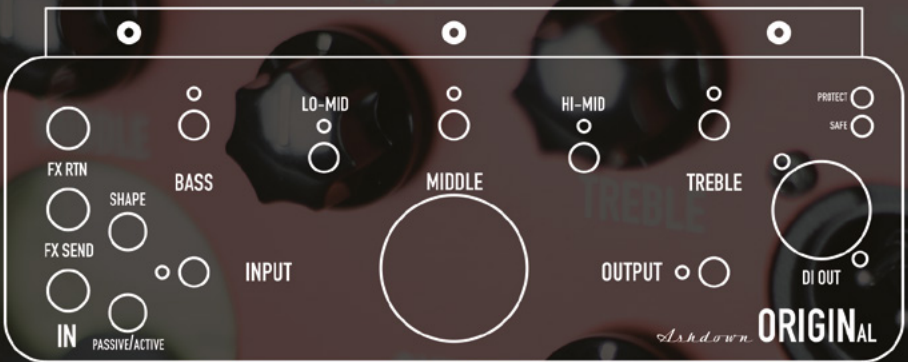 LO-MID
HI-MID
PROTECT
SAFE
FX RTN
BASS
MIDDLE
TREBLE
SHAPE
TREBLE
FX SEND
INPUT
OUTPUT
DI OUT
IN
PASSIVE/ACTIVE
Ashdown ORIGINAL